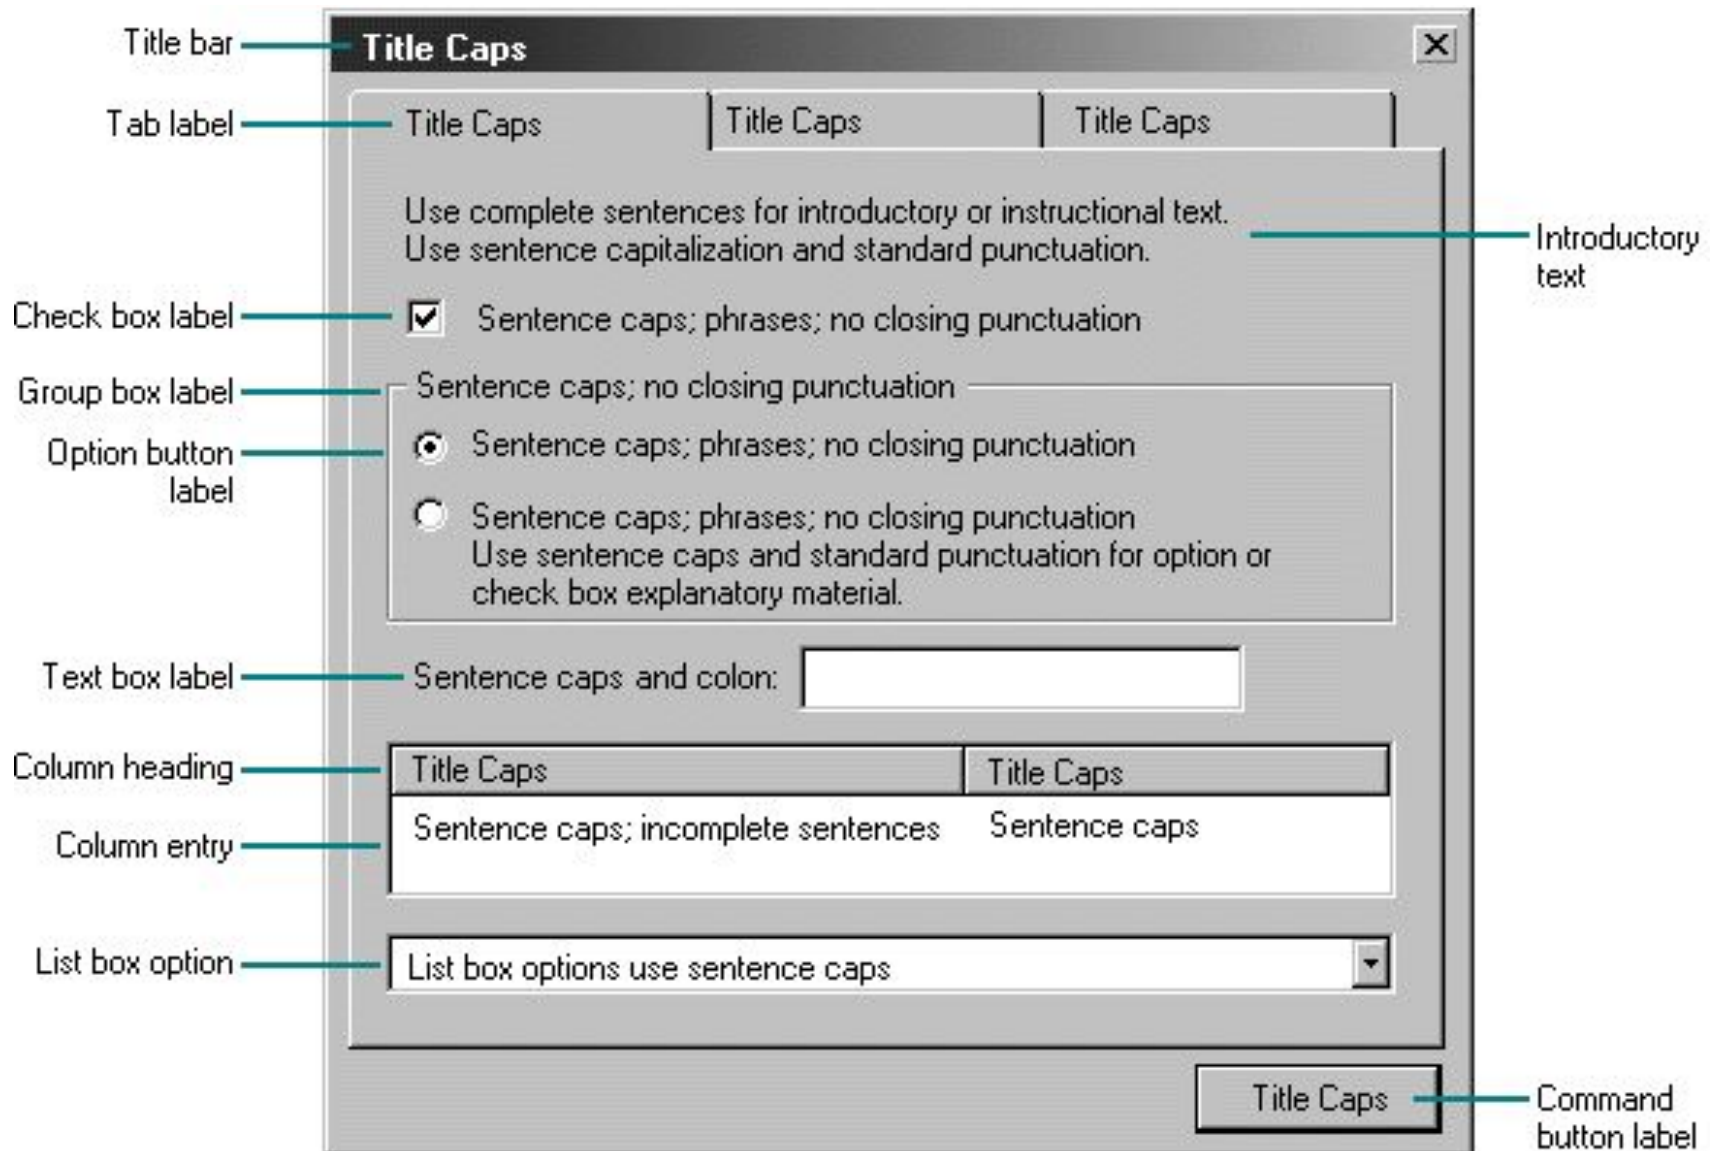 Title bar
Title Caps
Tab label
Title Caps
Title Caps
Title Caps
Use complete sentences for introductory or instructional text.
Use sentence capitalization and standard punctuation.
Introductory
text
Check box label
Sentence caps; phrases; no closing punctuation
Group box label
Sentence caps; no closing punctuation
Option button
label
Sentence caps; phrases; no closing punctuation
Sentence caps; phrases; no closing punctuation
Use sentence caps and standard punctuation for option or
check box explanatory material.
Text box label
Sentence caps and colon:
Column heading
Title Caps
Title Caps
Column entry
Sentence caps; incomplete sentences
Sentence caps
List box option
List box options use sentence caps
Title Caps
Command
button label